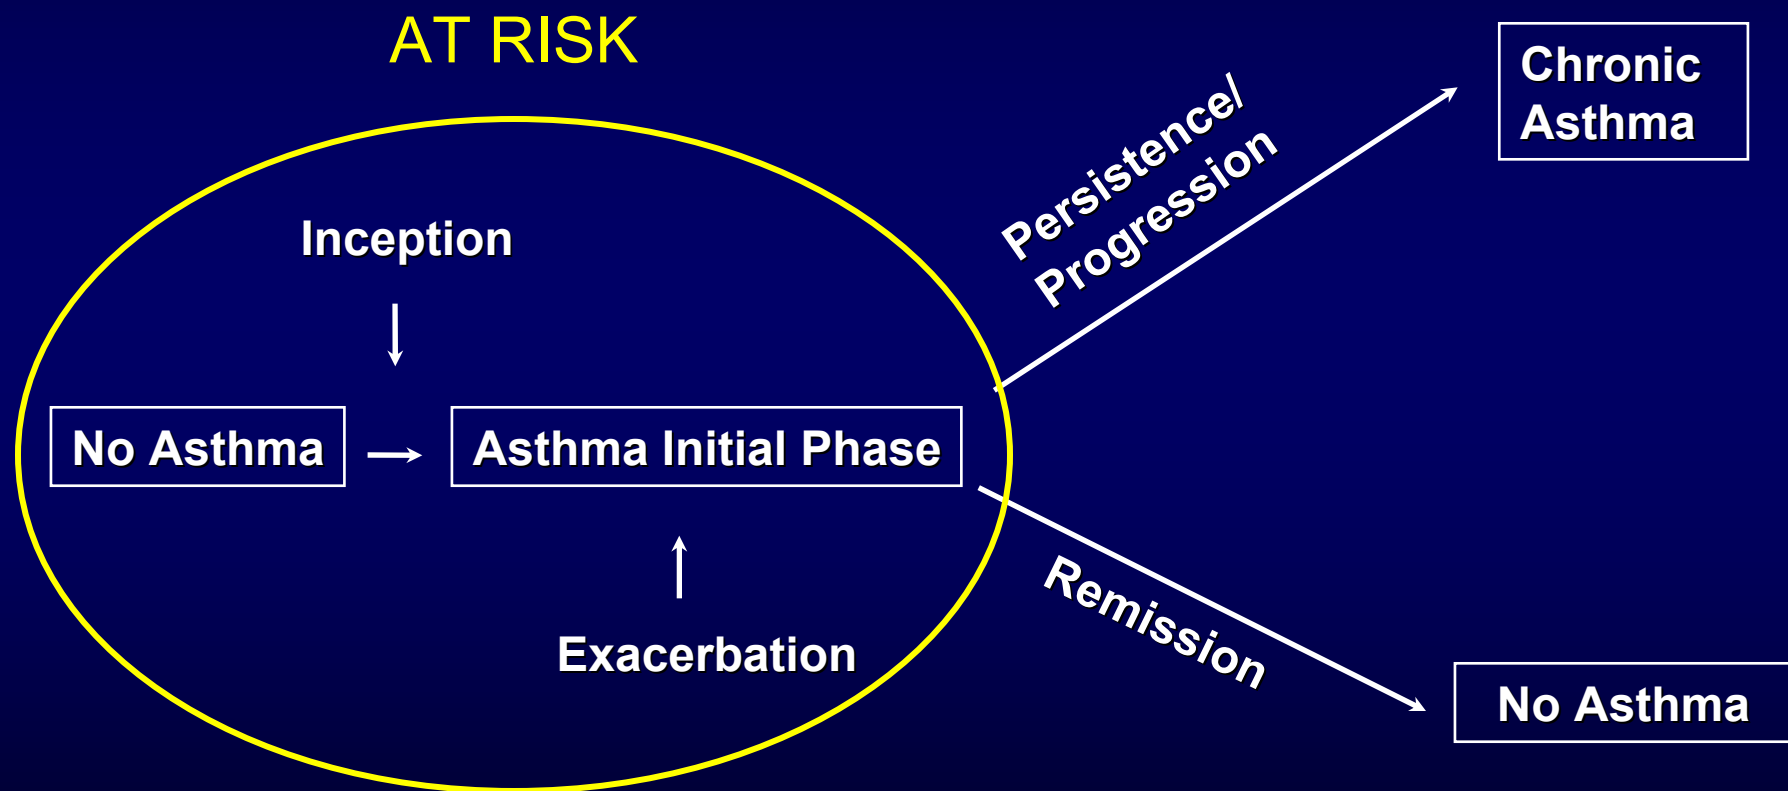 AT RISK
Chronic
Asthma
Persistence/
Progression
Inception
No Asthma
Asthma Initial Phase
Exacerbation
Remission
No Asthma